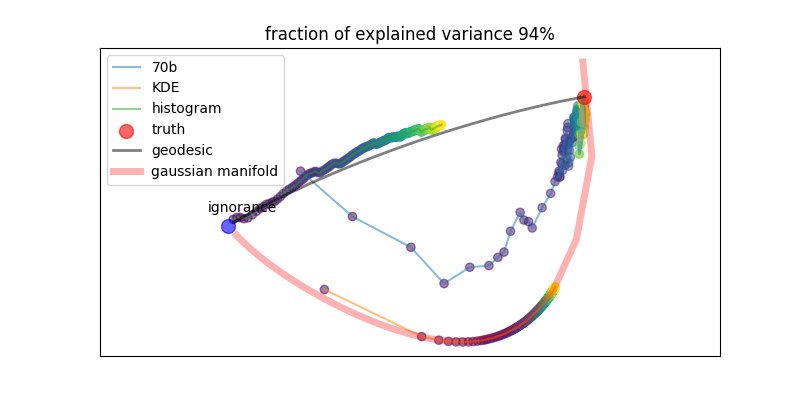 fraction of explained variance 94%
70b
KDE
histogram
truth
geodesic
gaussian manifold
ignorance